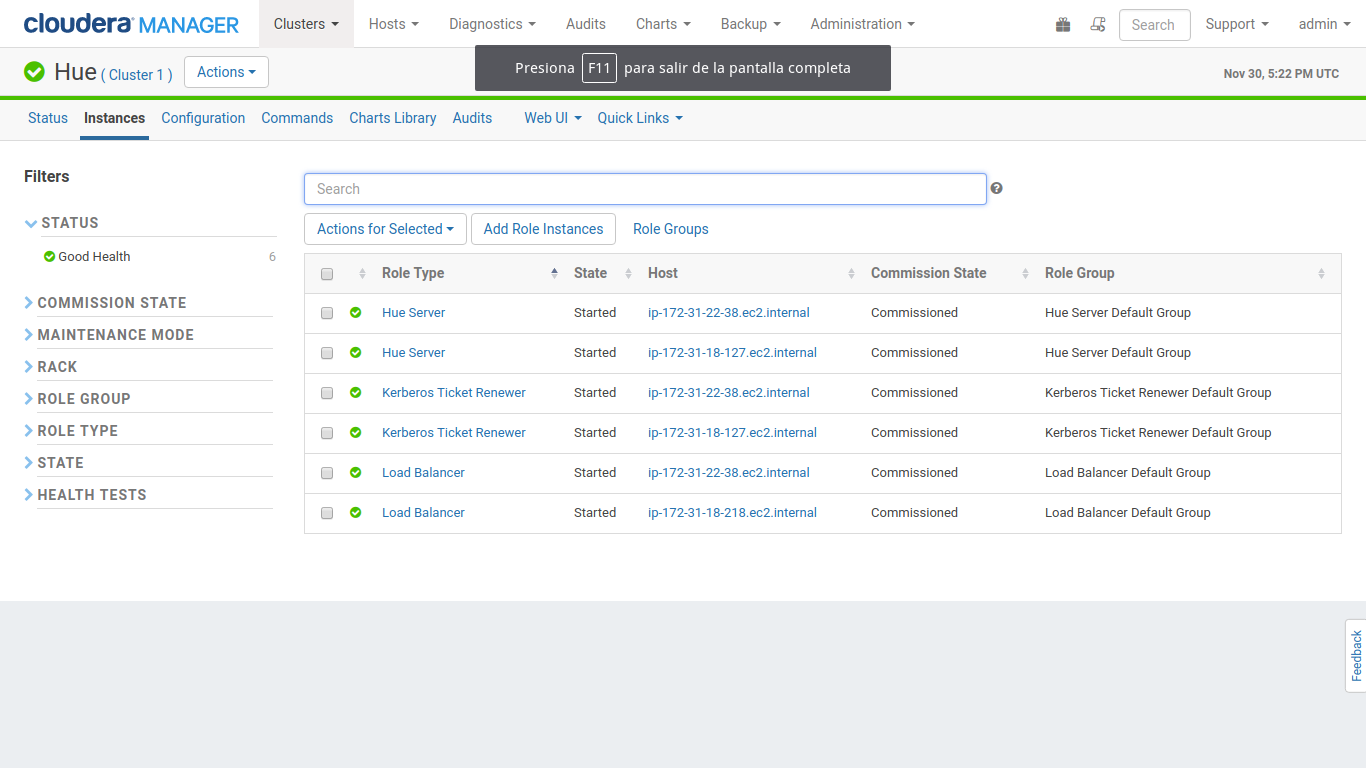 cloudera MANAGER Clusters Hosts Diagnostics Audits Charts Backup Administration Search Support admin
Presiona F11 para salir de la pantalla completa
Hue ( Cluster 1 ) Actions Nov 30, 5:22 PM UTC
Status Instances Configuration Commands Charts Library Audits Web UI Quick Links
Filters
STATUS
Good Health 6
COMMISSION STATE
MAINTENANCE MODE
RACK
ROLE GROUP
ROLE TYPE
STATE
HEALTH TESTS
Search
Actions for Selected Add Role Instances Role Groups
Role Type State Host Commission State Role Group
Hue Server Started ip-172-31-22-38.ec2.internal Commissioned Hue Server Default Group
Hue Server Started ip-172-31-18-127.ec2.internal Commissioned Hue Server Default Group
Kerberos Ticket Renewer Started ip-172-31-22-38.ec2.internal Commissioned Kerberos Ticket Renewer Default Group
Kerberos Ticket Renewer Started ip-172-31-18-127.ec2.internal Commissioned Kerberos Ticket Renewer Default Group
Load Balancer Started ip-172-31-22-38.ec2.internal Commissioned Load Balancer Default Group
Load Balancer Started ip-172-31-18-218.ec2.internal Commissioned Load Balancer Default Group
Feedback